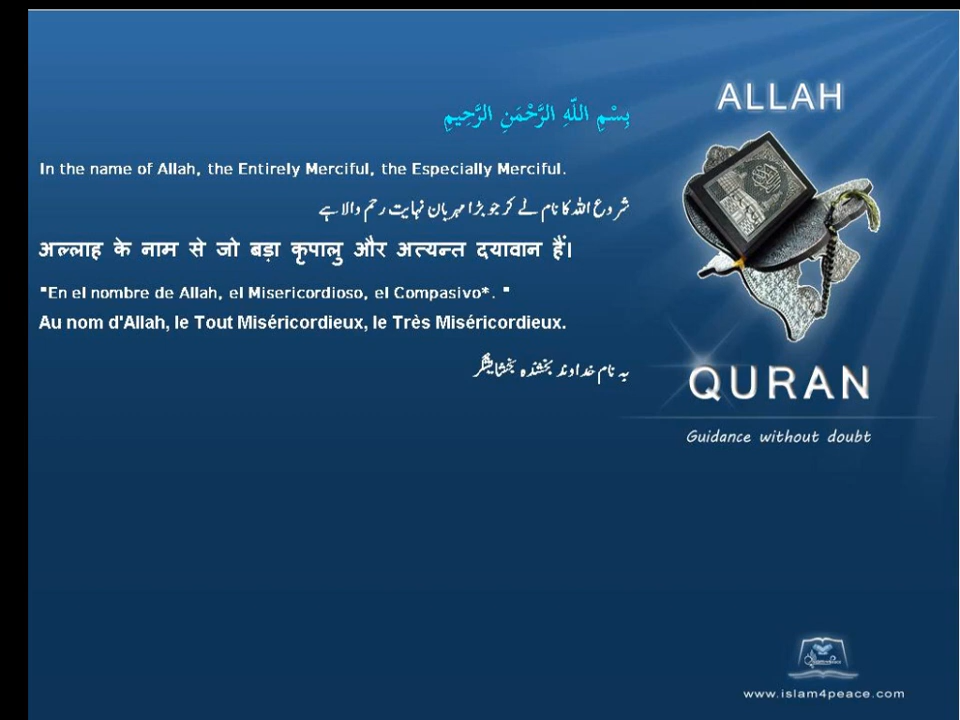 بِسْمِ اللَّهِ الرَّحْمَنِ الرَّحِيمِ
In the name of Allah, the Entirely Merciful, the Especially Merciful.
شروع الله کا نام لے کر جو بڑا مہربان نہایت رحم والا ہے
अल्लाह के नाम से जो बड़ा कृपालु और अत्यन्त दयावान हैं।
"En el nombre de Allah, el Misericordioso, el Compasivo*. "
Au nom d'Allah, le Tout Miséricordieux, le Très Miséricordieux.
به نام خداوند بخشنده بخشایشگر
ALLAH
QURAN
Guidance without doubt
www.islam4peace.com